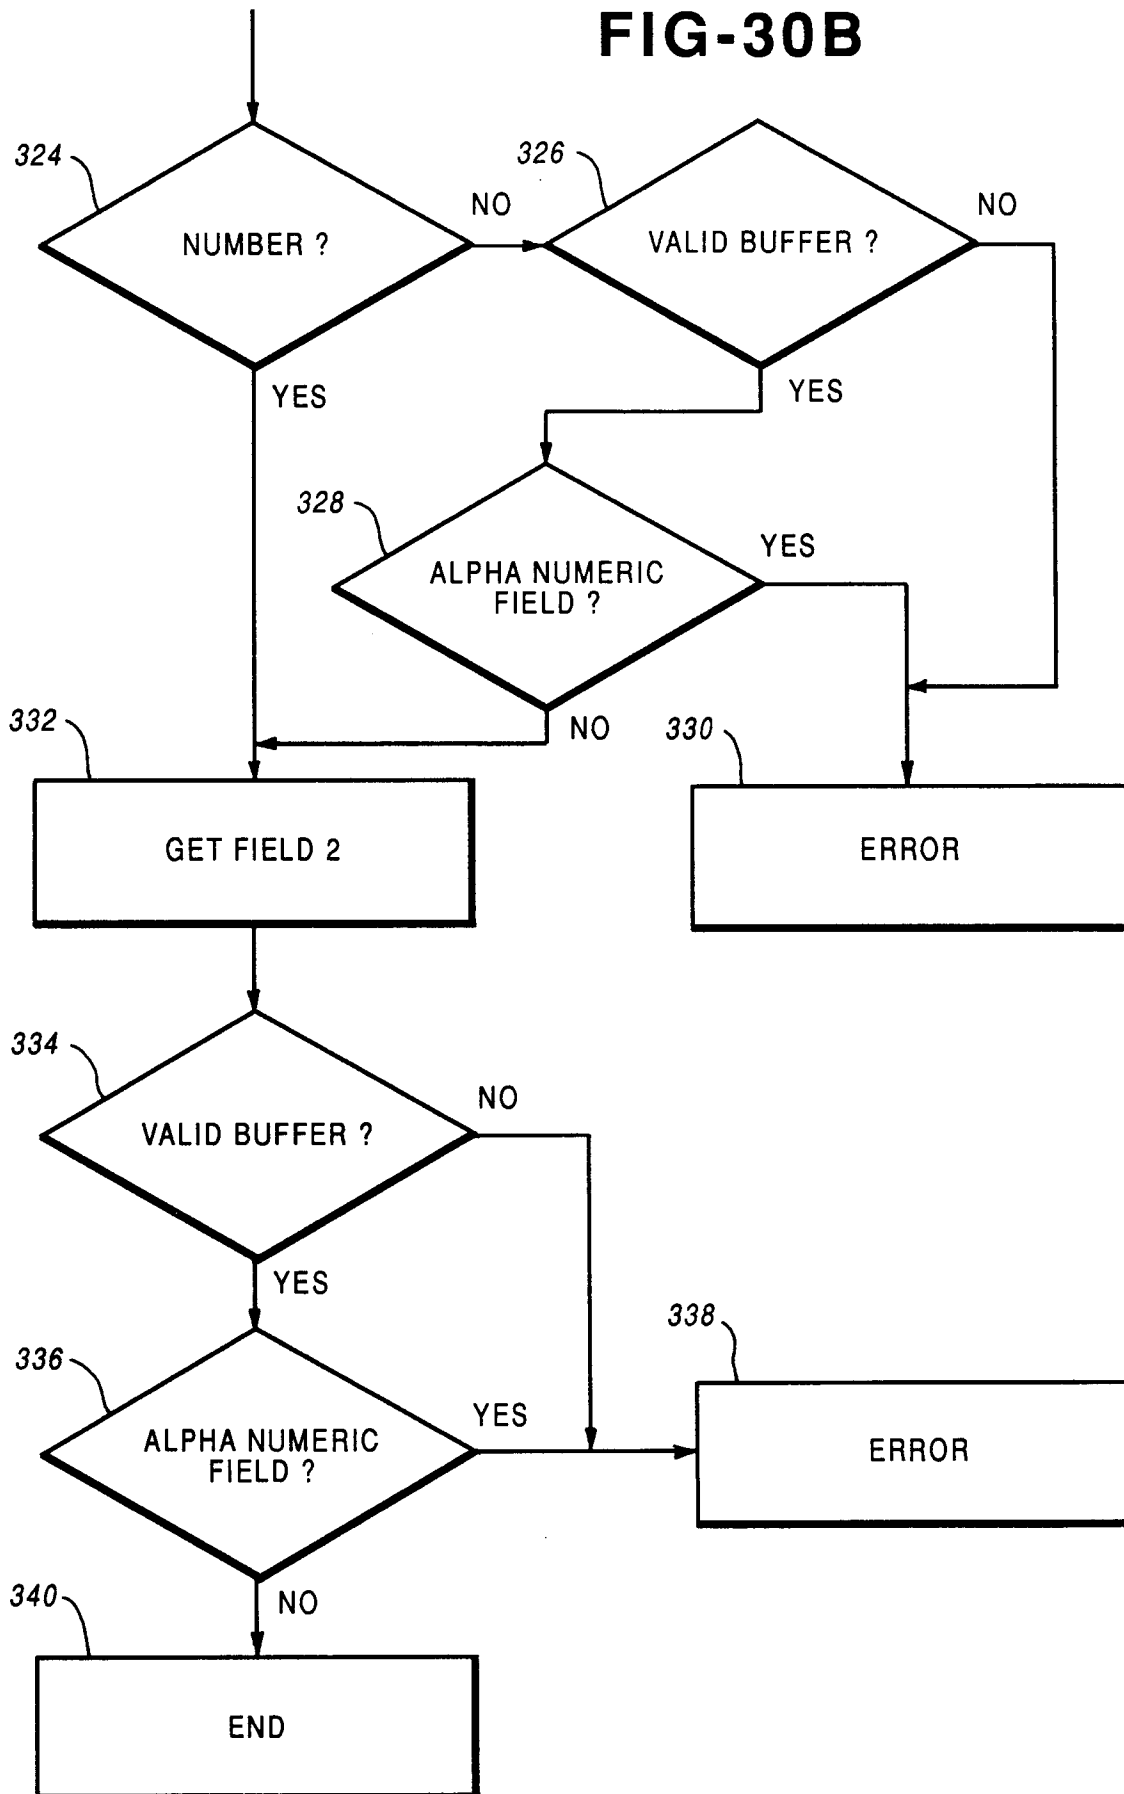 FIG-30B
324
326
NO
NO
NUMBER ?
VALID BUFFER ?
YES
YES
328
YES
ALPHA NUMERIC
FIELD ?
332
NO
330
GET FIELD 2
ERROR
334
NO
VALID BUFFER ?
YES
338
336
YES
ALPHA NUMERIC
FIELD ?
ERROR
340
NO
END